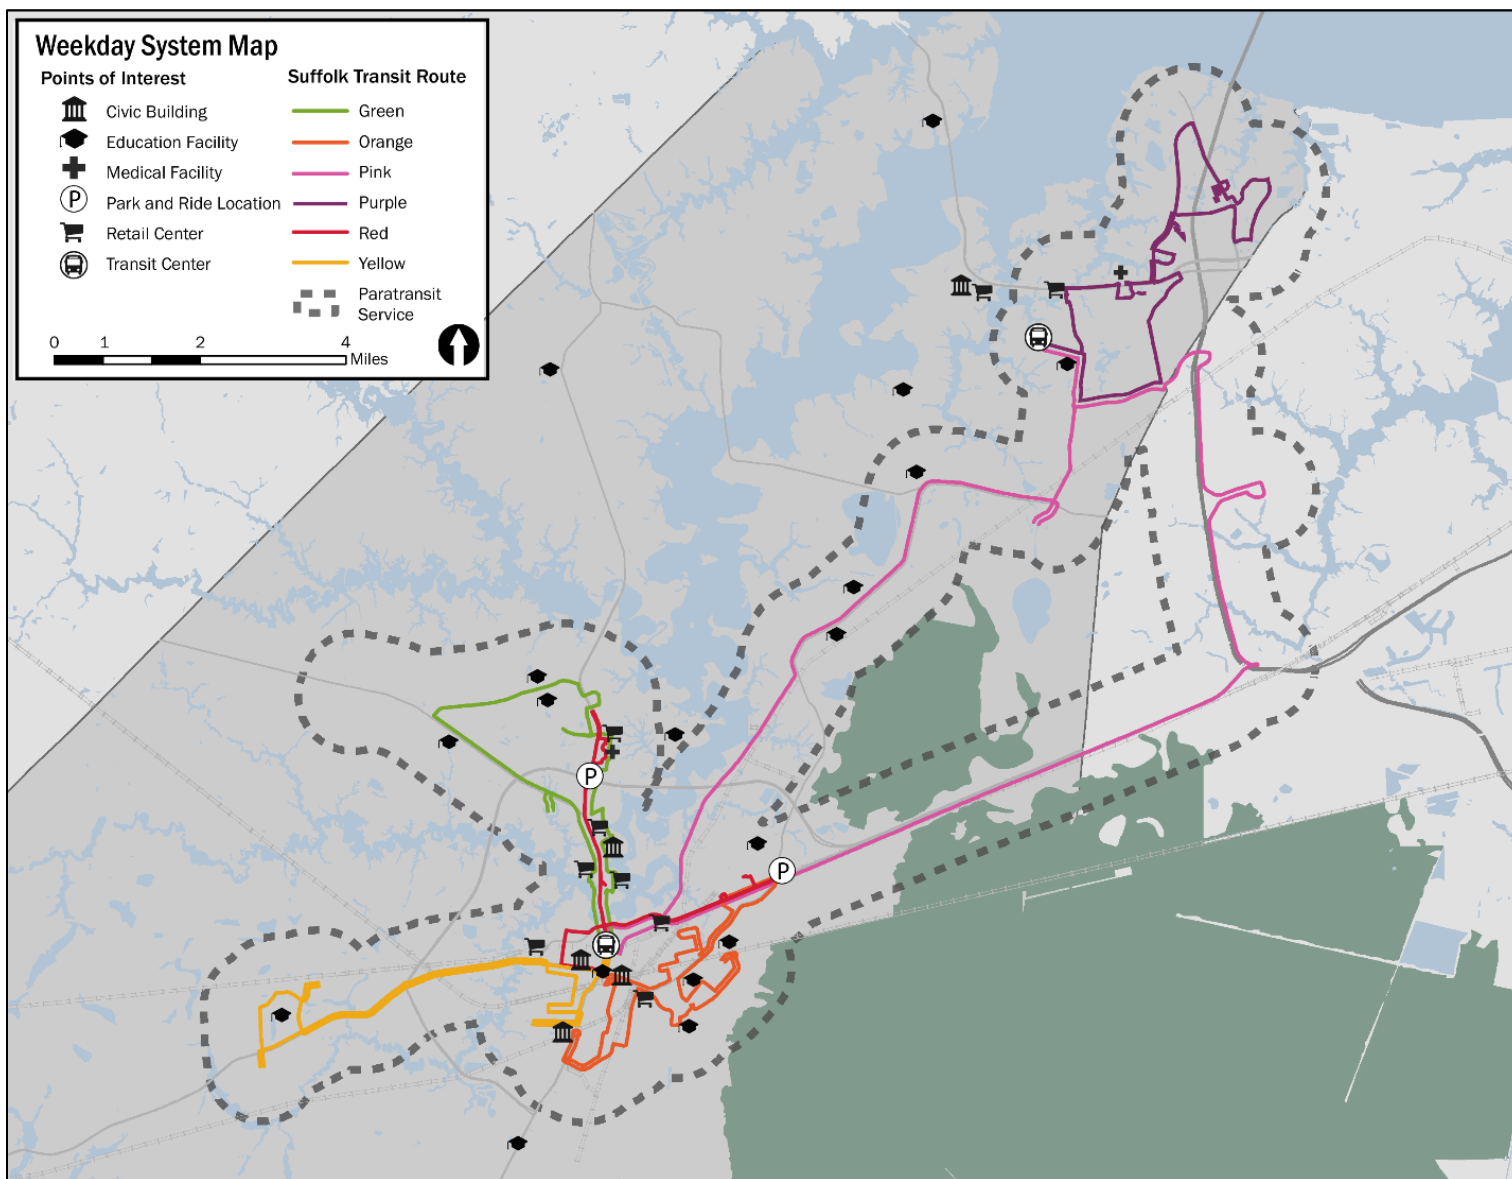 Weekday System Map
Points of Interest
Civic Building
Education Facility
Medical Facility
P Park and Ride Location
Retail Center
Transit Center
Suffolk Transit Route
Green
Orange
Pink
Purple
Red
Yellow
Paratransit
Service
0 1 2 4
Miles
P
P